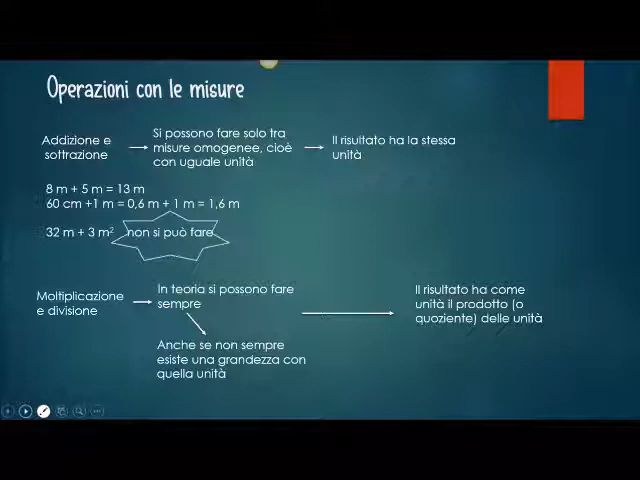 Operazioni con le misure
Addizione e
sottrazione
Si possono fare solo tra
misure omogenee, cioè
con uguale unità
Il risultato ha la stessa
unità
8 m + 5 m = 13 m
60 cm +1 m = 0,6 m + 1 m = 1,6 m
32 m + 3 m² non si può fare
Moltiplicazione
e divisione
In teoria si possono fare
sempre
Il risultato ha come
unità il prodotto (o
quoziente) delle unità
Anche se non sempre
esiste una grandezza con
quella unità